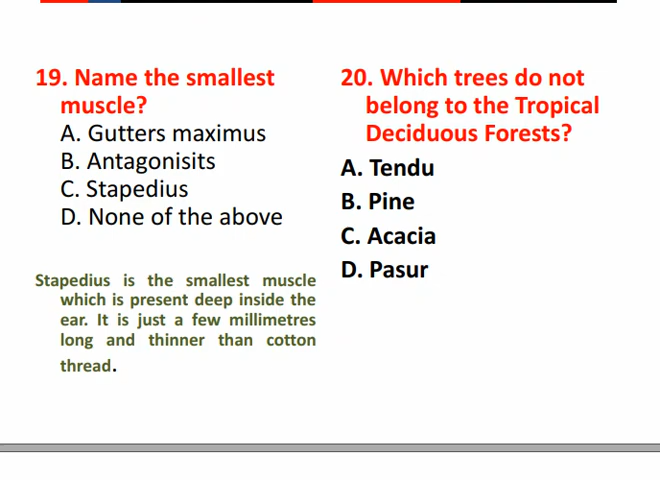 19. Name the smallest
muscle?
A. Gutters maximus
B. Antagonisits
C. Stapedius
D. None of the above
Stapedius is the smallest muscle
which is present deep inside the
ear. It is just a few millimetres
long and thinner than cotton
thread.
20. Which trees do not
belong to the Tropical
Deciduous Forests?
A. Tendu
B. Pine
C. Acacia
D. Pasur